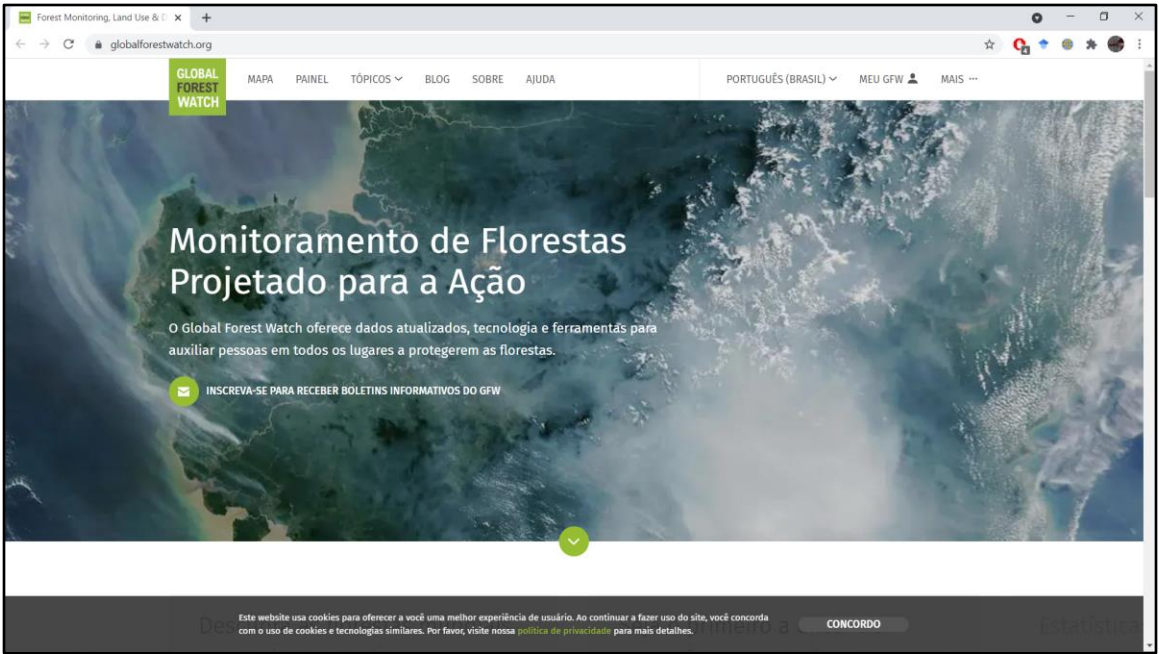 Forest Monitoring, Land Use & D
globalforestwatch.org
4
GLOBAL
FOREST
WATCH
MAPA PAINEL TÓPICOS BLOG SOBRE AJUDA PORTUGUÊS (BRASIL) MEU GFW MAIS ...
Monitoramento de Florestas
Projetado para a Ação
O Global Forest Watch oferece dados atualizados, tecnologia e ferramentas para
auxiliar pessoas em todos os lugares a protegerem as florestas.
INSCREVA-SE PARA RECEBER BOLETINS INFORMATIVOS DO GFW
Este website usa cookies para oferecer a você uma melhor experiência de usuário. Ao continuar a fazer uso do site, você concorda
com o uso de cookies e tecnologias similares. Por favor, visite nossa política de privacidade para mais detalhes.
CONCORDO
Estatística